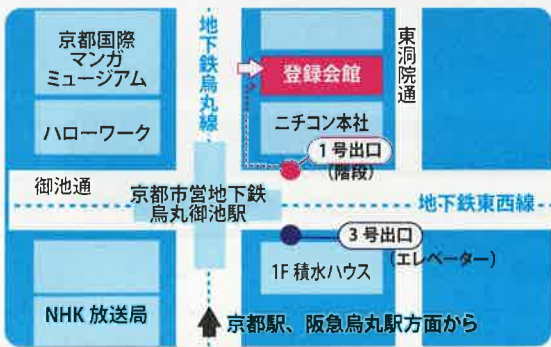 京都国際
マンガ
ミュージアム
地下鉄烏丸線
登録会館
東洞院通
ハローワーク
ニチコン本社
1号出口
(階段)
御池通
京都市営地下鉄
烏丸御池駅
地下鉄東西線
3号出口
(エレベーター)
1F 積水ハウス
NHK 放送局
京都駅、阪急烏丸駅方面から